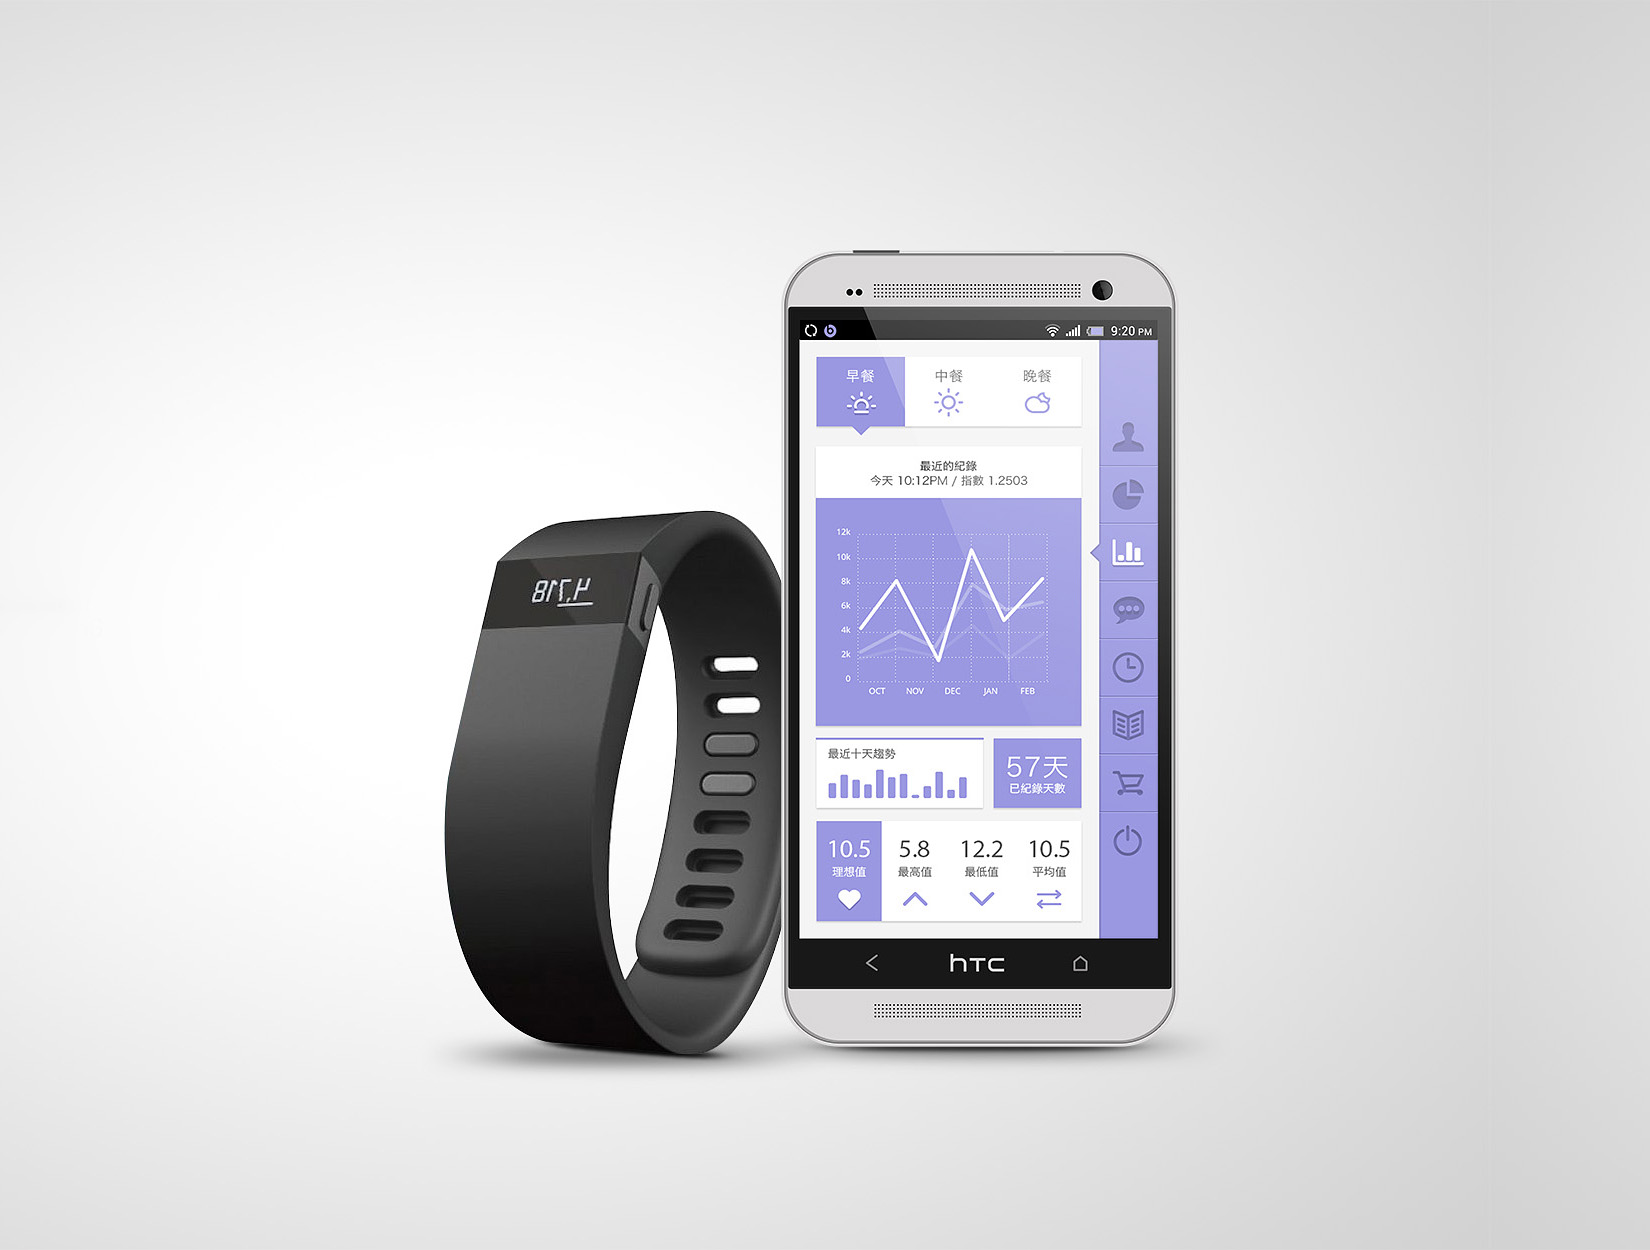 9:20 PM
早餐
中餐
晚餐
最近的紀錄
今天 10:12PM / 指數 1.2503
12k
10k
8k
6k
4k
2k
0
OCT NOV DEC JAN FEB
最近十天趨勢
57天
已紀錄天數
10.5
理想值
5.8
最高值
12.2
最低值
10.5
平均值
hTC